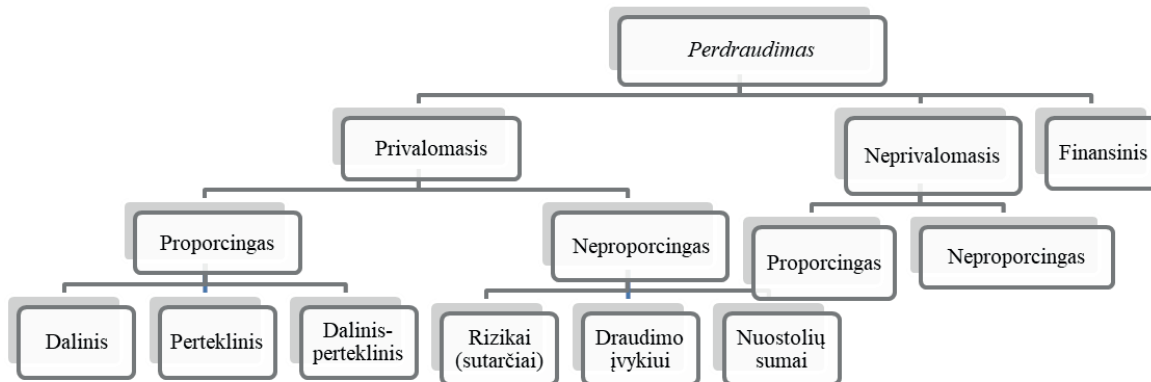 Perdraudimas
Privalomasis
Neprivalomasis
Finansinis
Proporcingas
Neproporcingas
Proporcingas
Neproporcingas
Dalinis
Perteklinis
Dalinis-
perteklinis
Rizikai
(sutarčiai)
Draudimo
įvykiui
Nuostolių
sumai